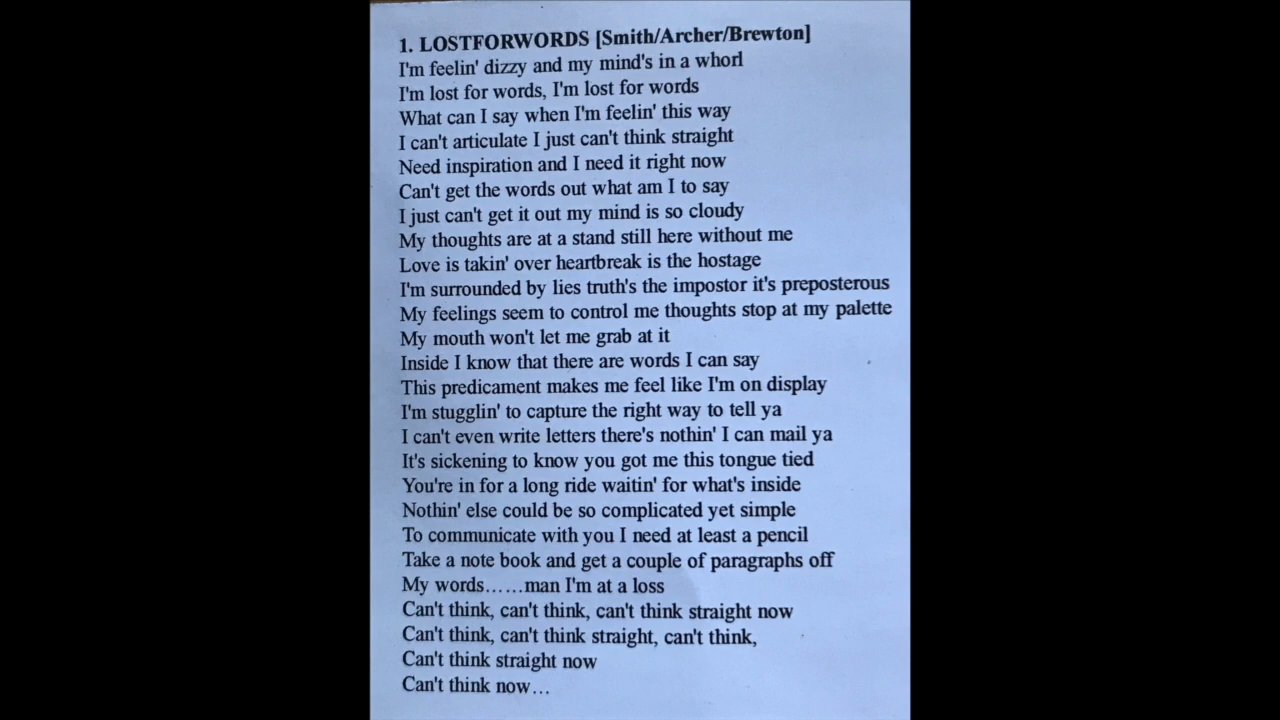 1. LOSTFORWORDS [Smith/Archer/Brewton]
I'm feelin' dizzy and my mind's in a whorl
I'm lost for words, I'm lost for words
What can I say when I'm feelin' this way
I can't articulate I just can't think straight
Need inspiration and I need it right now
Can't get the words out what am I to say
I just can't get it out my mind is so cloudy
My thoughts are at a stand still here without me
Love is takin' over heartbreak is the hostage
I'm surrounded by lies truth's the impostor it's preposterous
My feelings seem to control me thoughts stop at my palette
My mouth won't let me grab at it
Inside I know that there are words I can say
This predicament makes me feel like I'm on display
I'm stugglin' to capture the right way to tell ya
I can't even write letters there's nothin' I can mail ya
It's sickening to know you got me this tongue tied
You're in for a long ride waitin' for what's inside
Nothin' else could be so complicated yet simple
To communicate with you I need at least a pencil
Take a note book and get a couple of paragraphs off
My words……man I'm at a loss
Can't think, can't think, can't think straight now
Can't think, can't think straight, can't think,
Can't think straight now
Can't think now…